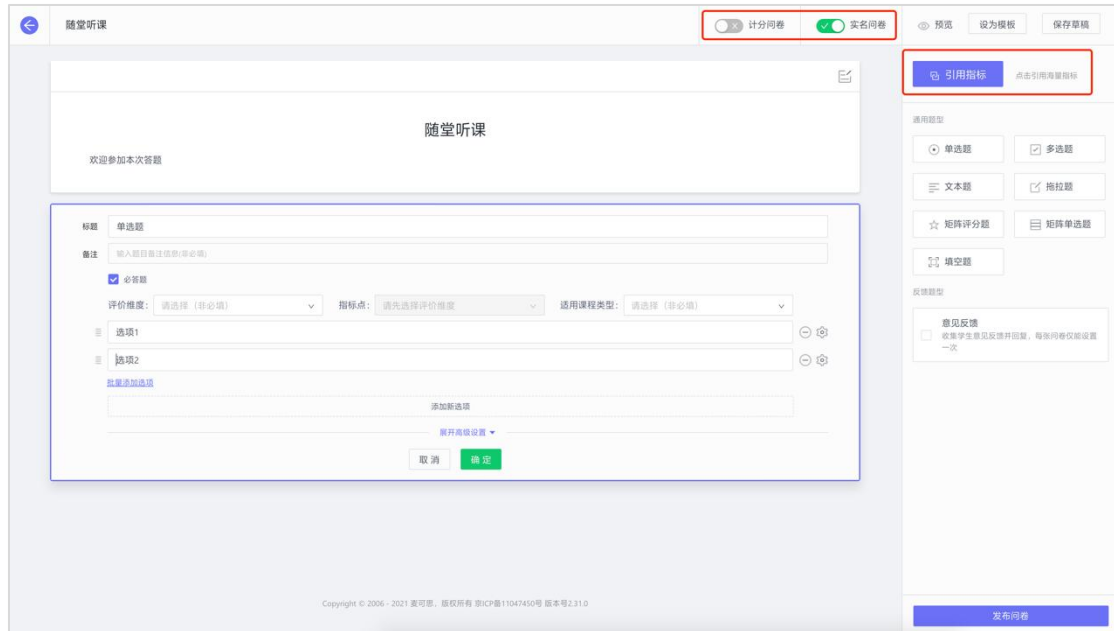 随堂听课
计分问卷
实名问卷
预览
设为模板
保存草稿
引用指标
点击引用海量指标
随堂听课
欢迎参加本次答题
标题 单选题
备注 输入题目备注信息(非必填)
必答题
评价维度: 请选择 (非必填) 指标点: 请先选择评价维度 适用课程类型: 请选择 (非必填)
选项1
选项2
批量添加选项
添加新选项
展开高级设置
取消 确定
通用题型
单选题 多选题
文本题 拖拉题
矩阵评分题 矩阵单选题
填空题
反馈题型
意见反馈
收集学生意见反馈并回复, 每张问卷仅能设置
一次
Copyright © 2006 - 2021 麦可思, 版权所有 京ICP备11047450号 版本号2.31.0
发布问卷